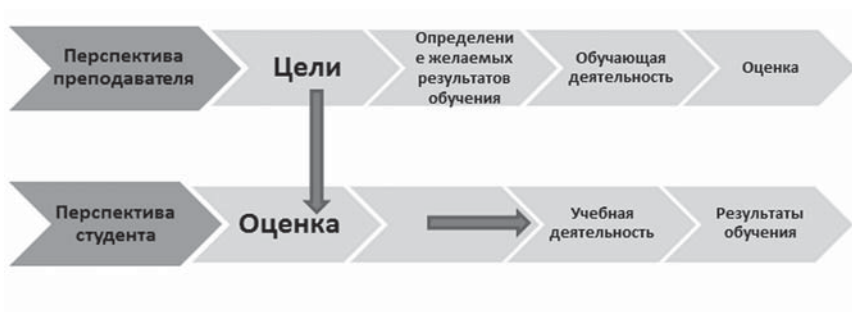 Перспектива
преподавателя
Цели
Определени
е желаемых
результатов
обучения
Обучающая
деятельность
Оценка
Перспектива
студента
Оценка
Учебная
деятельность
Результаты
обучения